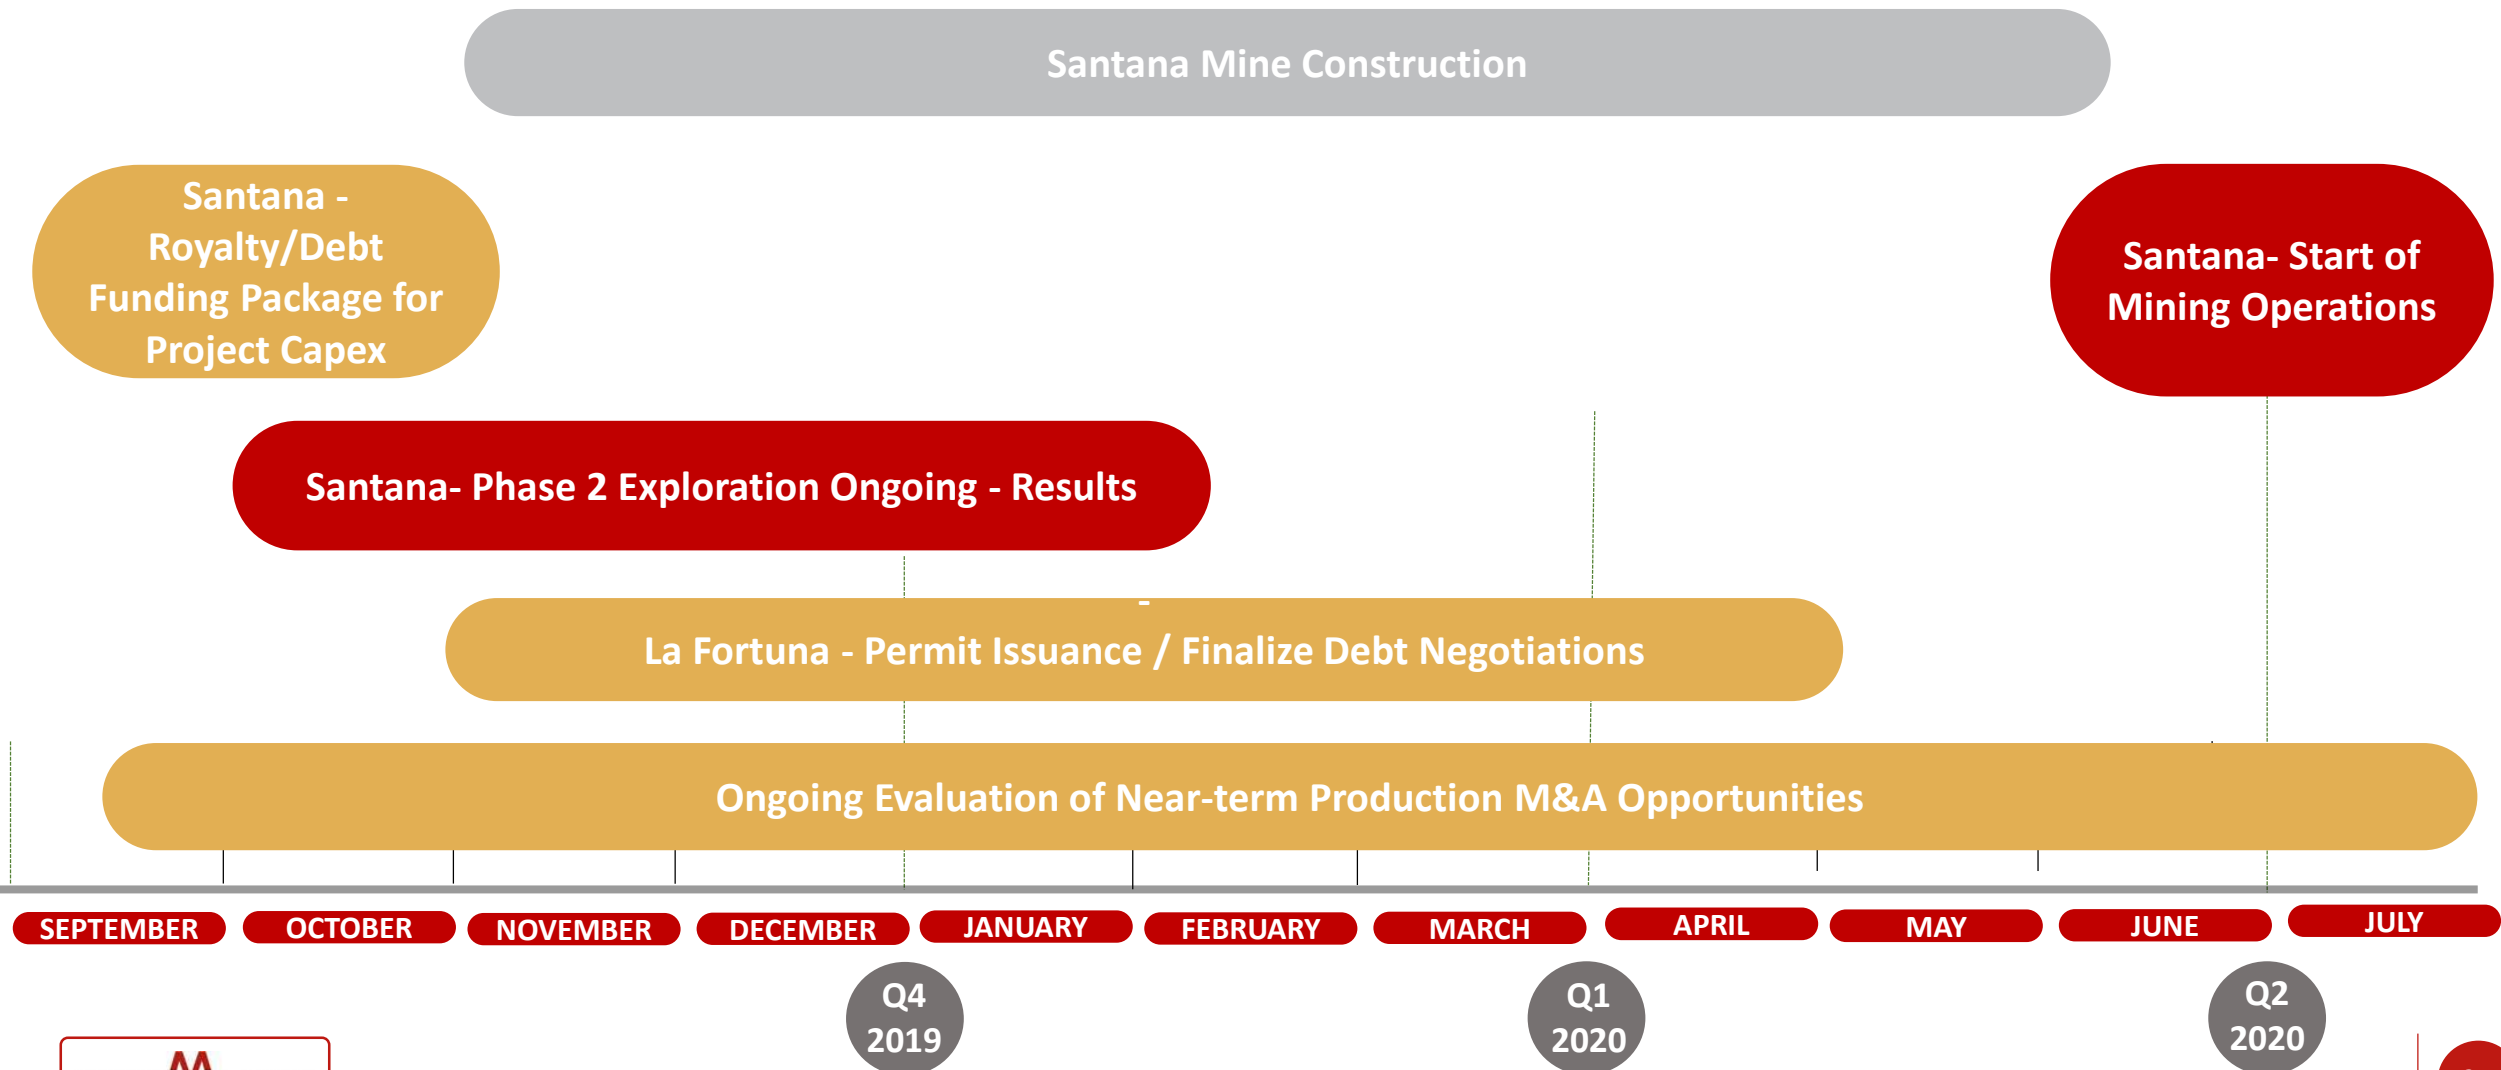 Santana Mine Construction
Santana -
Royalty/Debt
Funding Package for
Project Capex
Santana- Start of
Mining Operations
Santana- Phase 2 Exploration Ongoing - Results
-
La Fortuna - Permit Issuance / Finalize Debt Negotiations
Ongoing Evaluation of Near-term Production M&A Opportunities
SEPTEMBER
OCTOBER
NOVEMBER
DECEMBER
JANUARY
FEBRUARY
MARCH
APRIL
MAY
JUNE
JULY
Q4
2019
Q1
2020
Q2
2020